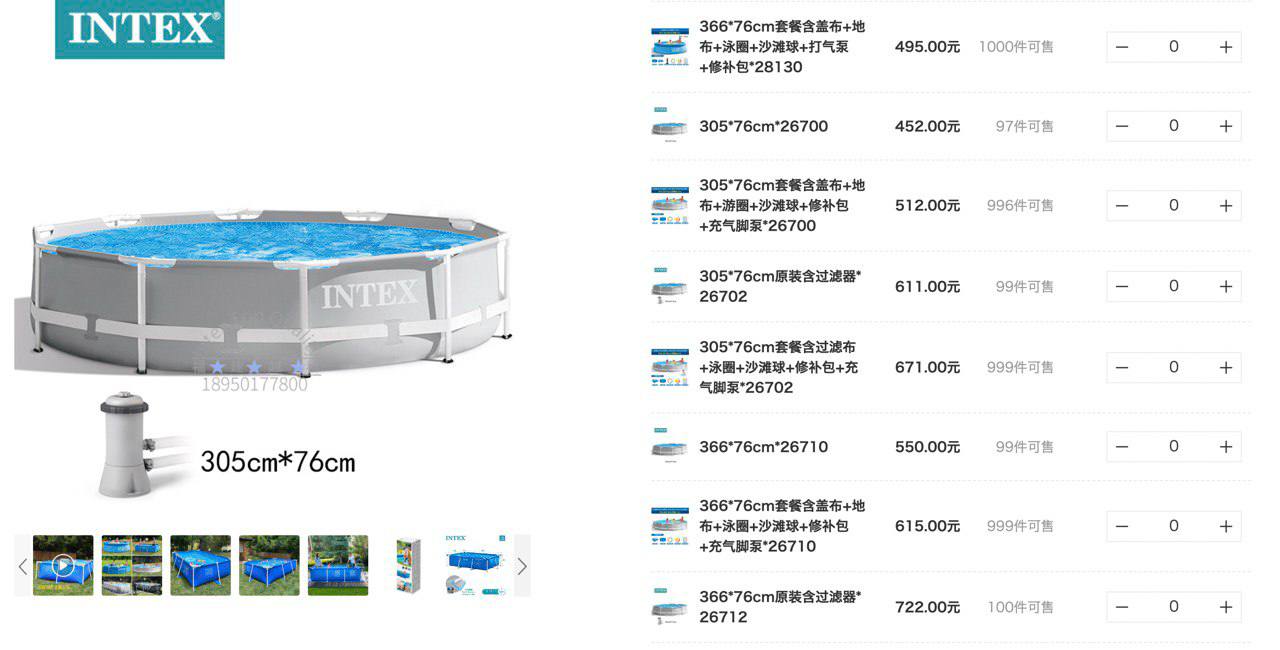 INTEX®
INTEX
18950177800
305cm*76cm
INTEX
366*76cm套餐含盖布+地
布+泳圈+沙滩球+打气泵
+修补包*28130
495.00元
1000件可售
0
305*76cm*26700
452.00元
97件可售
0
305*76cm套餐含盖布+地
布+游圈+沙滩球+修补包
+充气脚泵*26700
512.00元
996件可售
0
305*76cm原装含过滤器*
26702
611.00元
99件可售
0
305*76cm套餐含过滤布
+泳圈+沙滩球+修补包+充
气脚泵*26702
671.00元
999件可售
0
366*76cm*26710
550.00元
99件可售
0
366*76cm套餐含盖布+地
布+泳圈+沙滩球+修补包
+充气脚泵*26710
615.00元
999件可售
0
366*76cm原装含过滤器*
26712
722.00元
100件可售
0